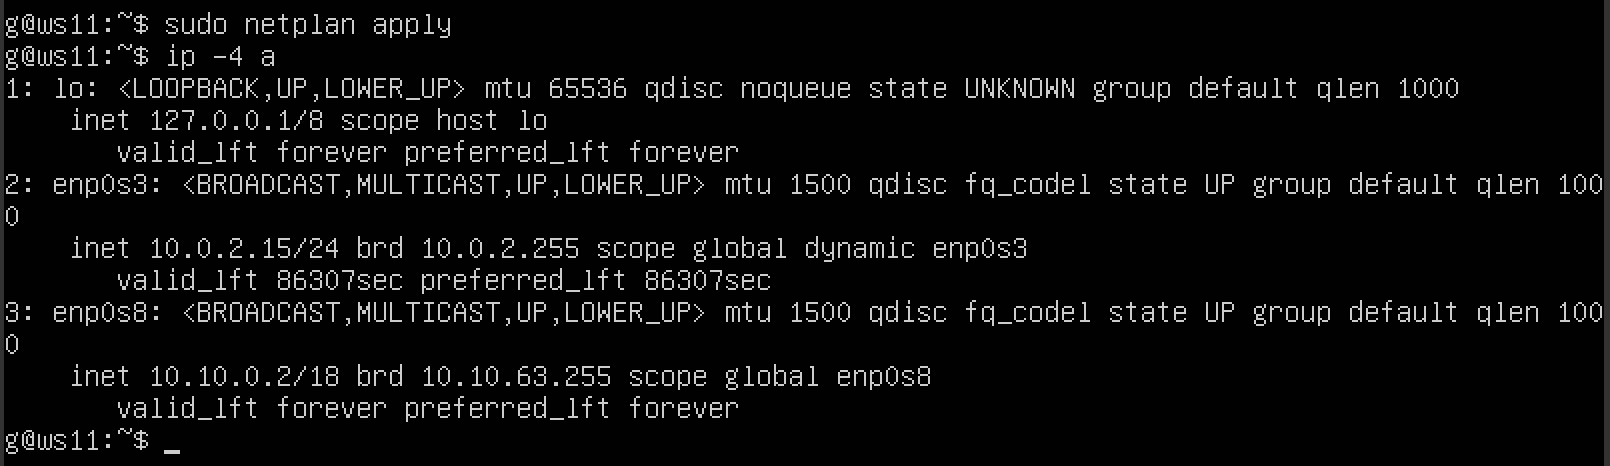 g@ws11:~$ sudo netplan apply
g@ws11:~$ ip -4 a
1: lo: <LOOPBACK,UP,LOWER_UP> mtu 65536 qdisc noqueue state UNKNOWN group default qlen 1000
    inet 127.0.0.1/8 scope host lo
       valid_lft forever preferred_lft forever
2: enp0s3: <BROADCAST,MULTICAST,UP,LOWER_UP> mtu 1500 qdisc fq_codel state UP group default qlen 100
0
    inet 10.0.2.15/24 brd 10.0.2.255 scope global dynamic enp0s3
       valid_lft 86307sec preferred_lft 86307sec
3: enp0s8: <BROADCAST,MULTICAST,UP,LOWER_UP> mtu 1500 qdisc fq_codel state UP group default qlen 100
0
    inet 10.10.0.2/18 brd 10.10.63.255 scope global enp0s8
       valid_lft forever preferred_lft forever
g@ws11:~$ _